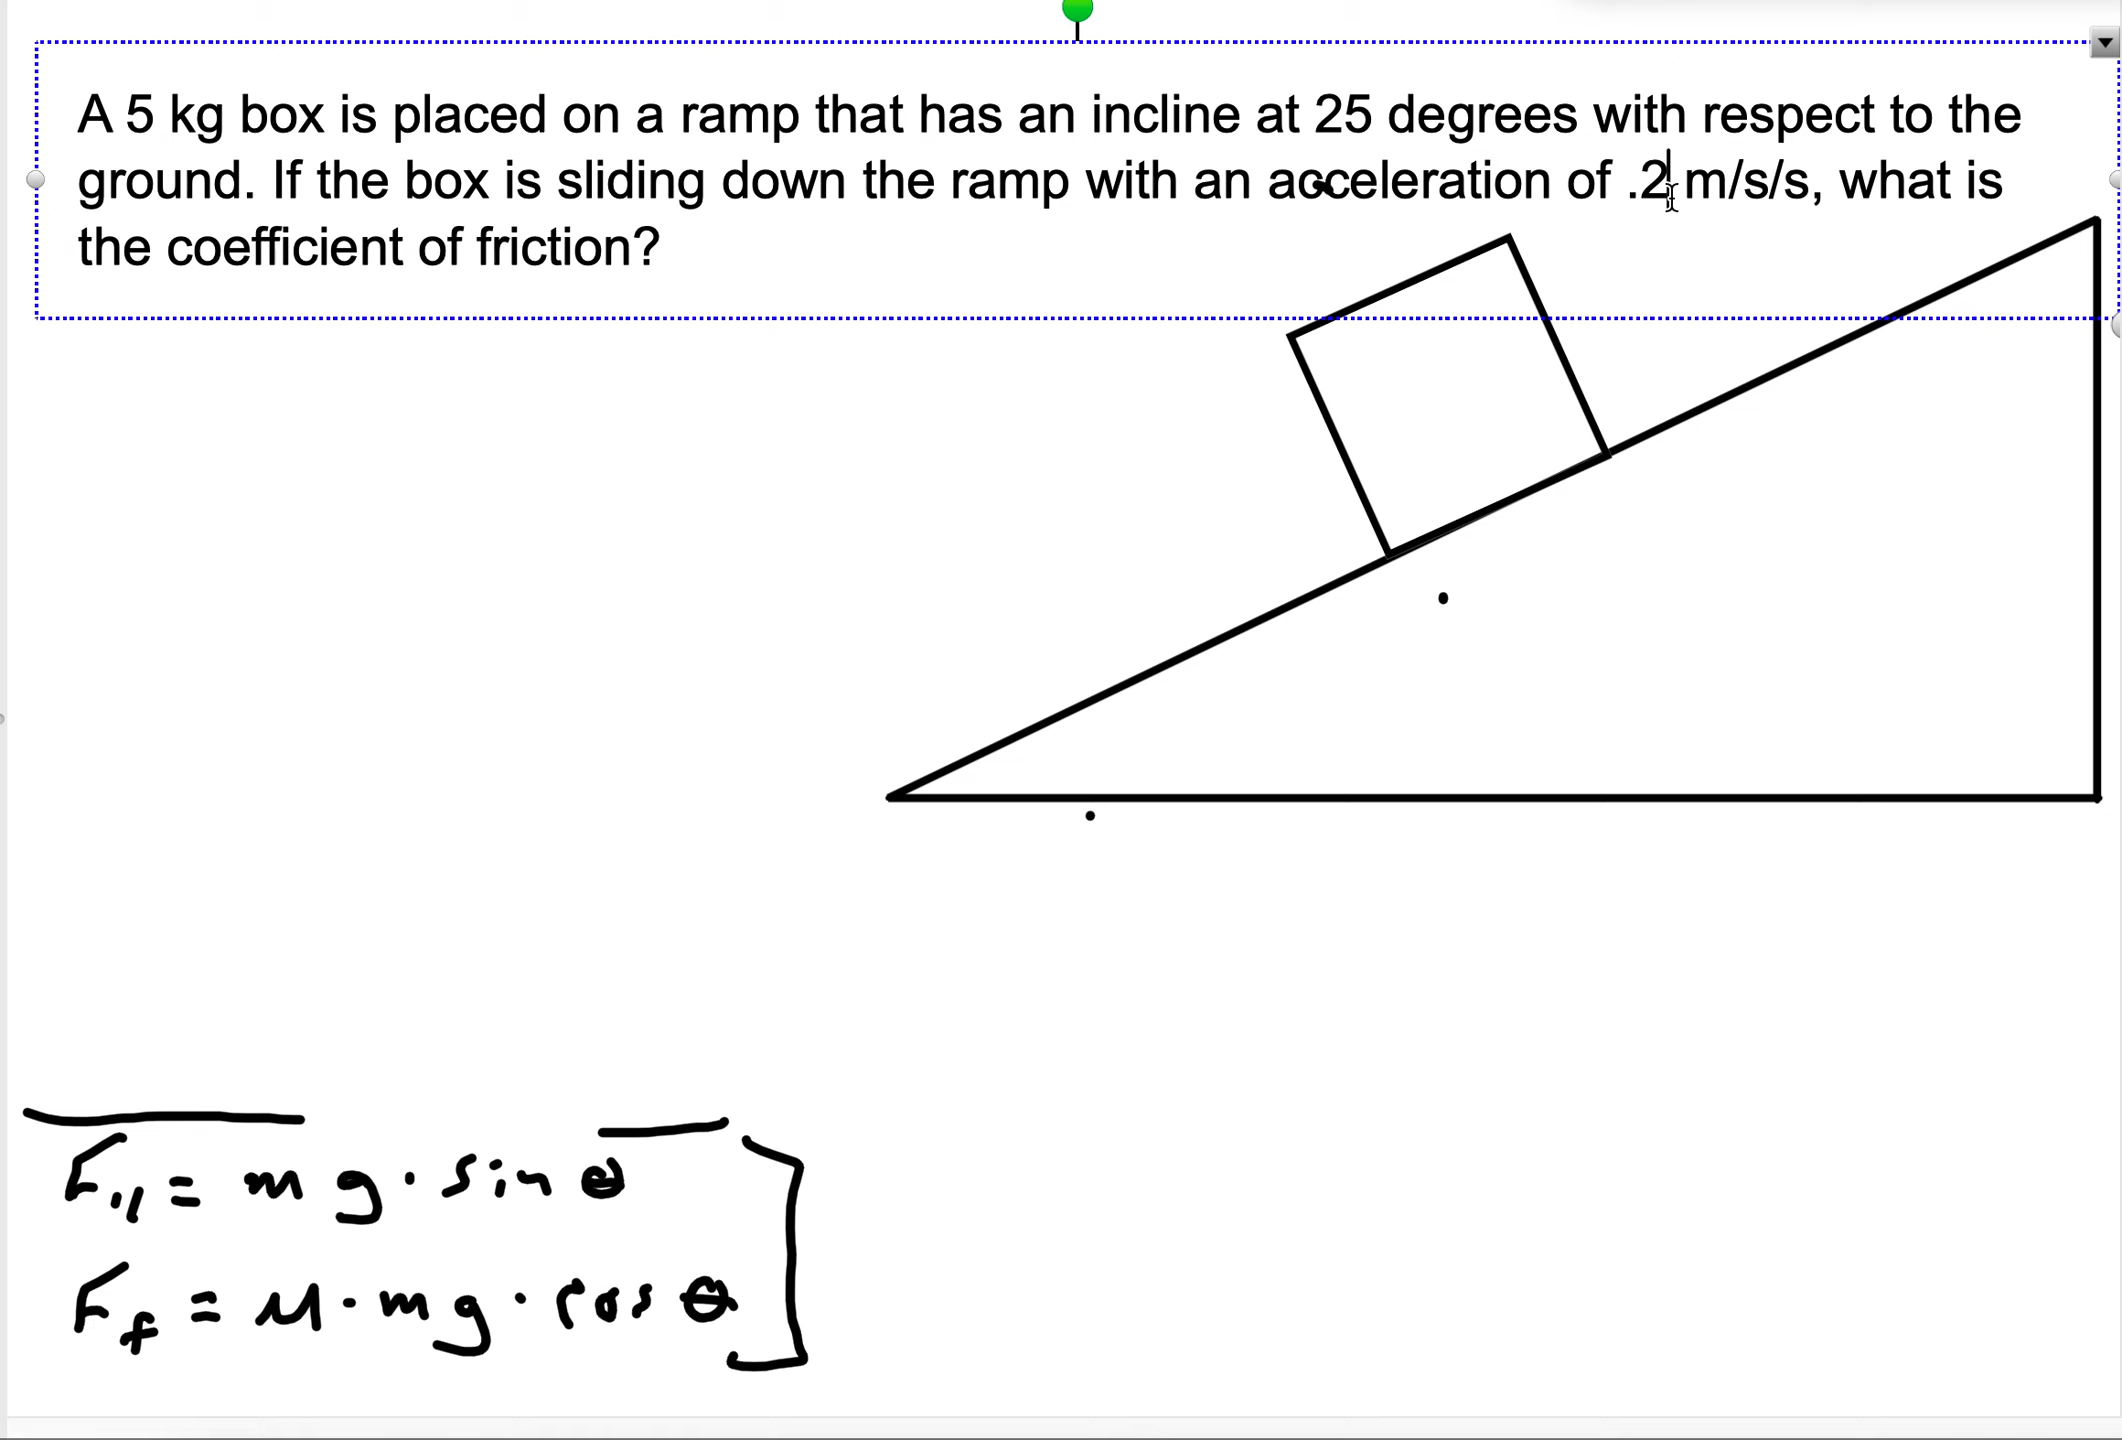 A 5 kg box is placed on a ramp that has an incline at 25 degrees with respect to the
ground. If the box is sliding down the ramp with an acceleration of .2 m/s/s, what is
the coefficient of friction?
F₁₁ = mg · sin θ
F_f = μ · mg · cos θ